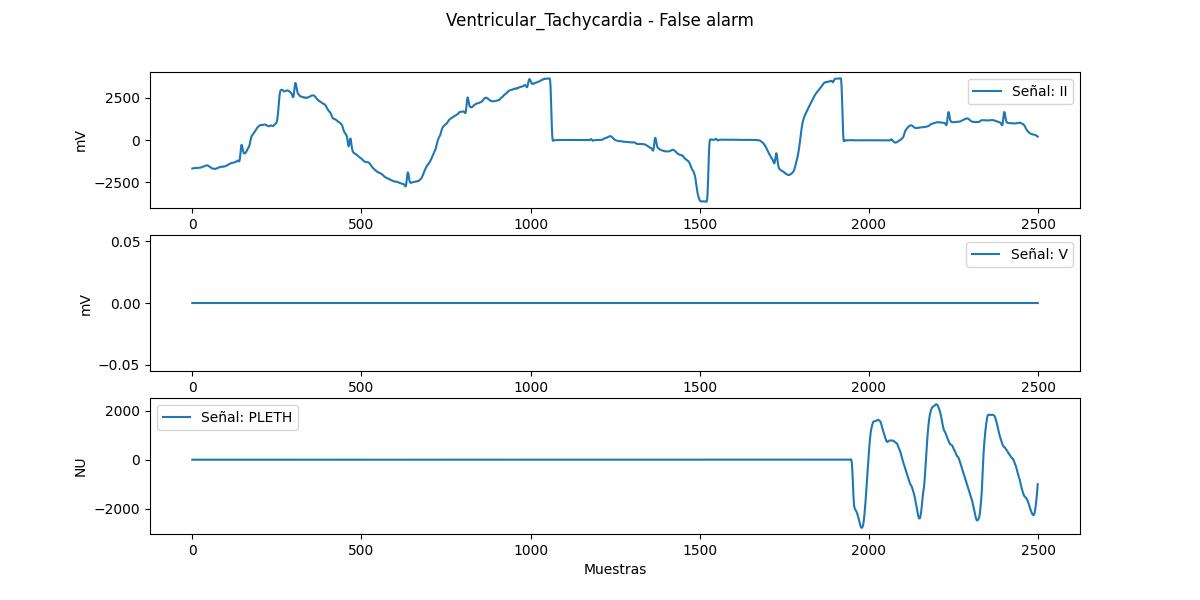 Ventricular_Tachycardia - False alarm
2500
0
−2500
mV
Señal: II
0 500 1000 1500 2000 2500
0.05
0.00
−0.05
mV
Señal: V
0 500 1000 1500 2000 2500
2000
0
−2000
NU
Señal: PLETH
0 500 1000 1500 2000 2500
Muestras